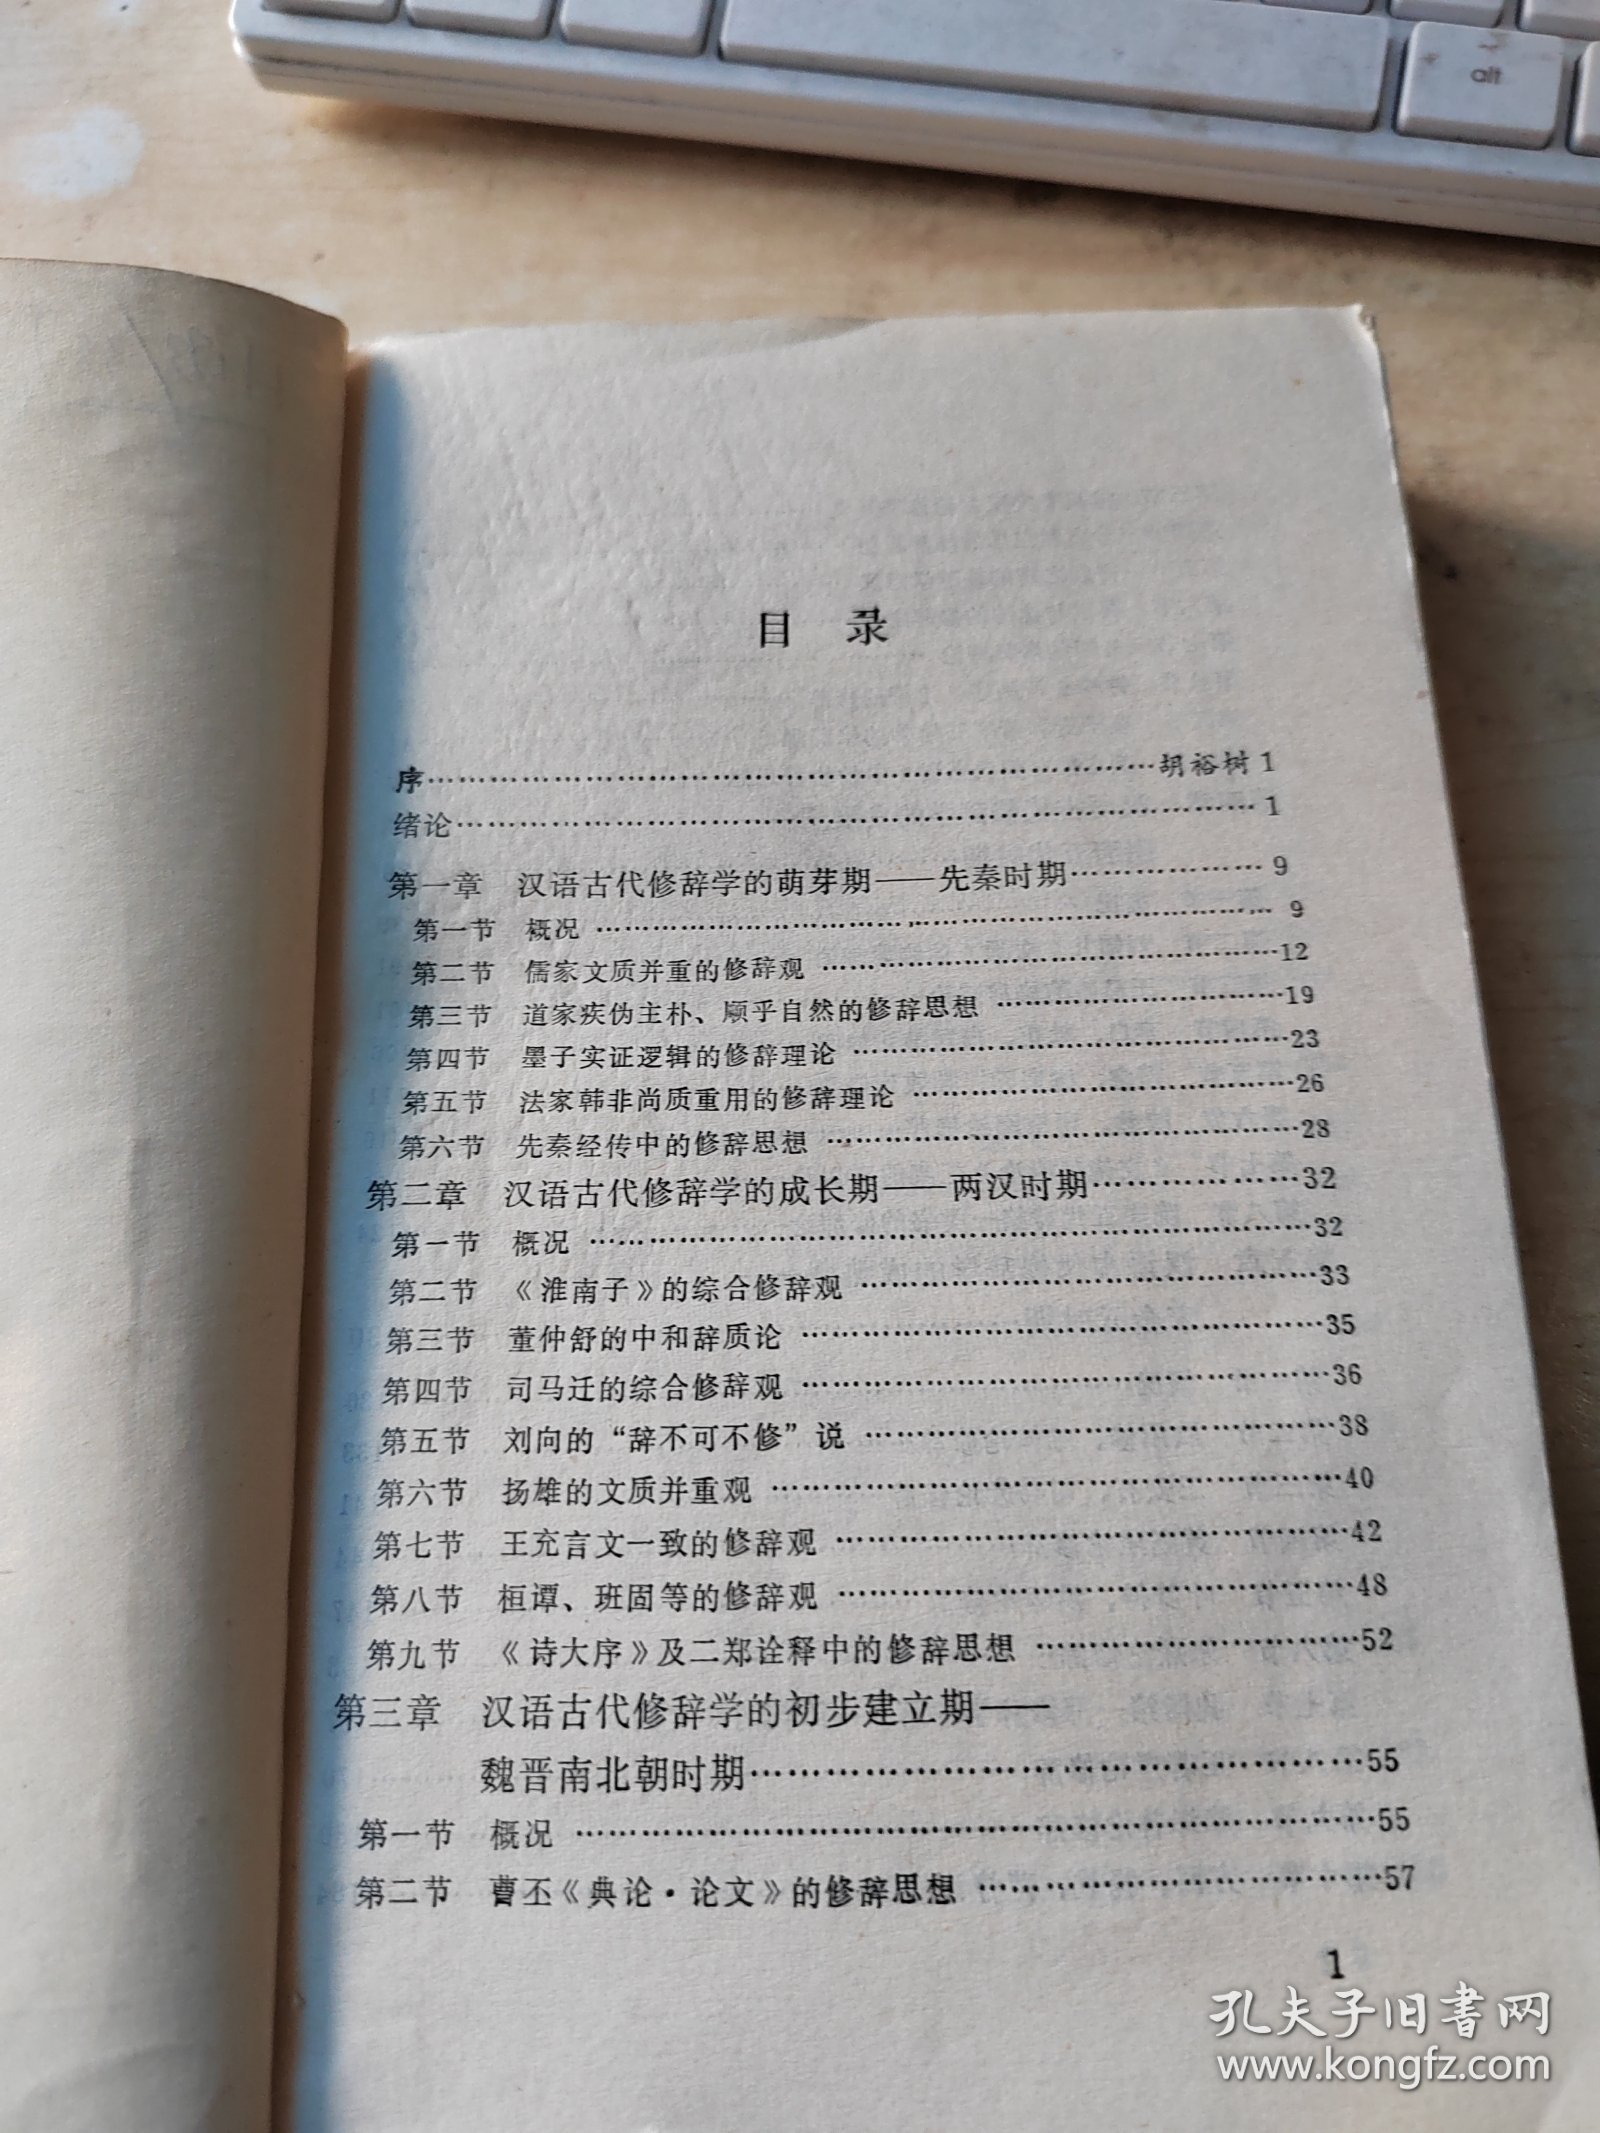 alt
目 录
序……………………………………………………………胡裕树 1
绪论…………………………………………………………………… 1
第一章 汉语古代修辞学的萌芽期——先秦时期……………… 9
第一节 概况 ………………………………………………………… 9
第二节 儒家文质并重的修辞观 ……………………………………12
第三节 道家疾伪主朴、顺乎自然的修辞思想 …………………………19
第四节 墨子实证逻辑的修辞理论 ……………………………………23
第五节 法家韩非尚质重用的修辞理论 …………………………………26
第六节 先秦经传中的修辞思想 ………………………………………28
第二章 汉语古代修辞学的成长期——两汉时期…………………32
第一节 概况 ……………………………………………………………32
第二节 《淮南子》的综合修辞观 ………………………………………33
第三节 董仲舒的中和辞质论 ……………………………………………35
第四节 司马迁的综合修辞观 ……………………………………………36
第五节 刘向的“辞不可不修”说 ………………………………………38
第六节 扬雄的文质并重观 ………………………………………………40
第七节 王充言文一致的修辞观 …………………………………………42
第八节 桓谭、班固等的修辞观 …………………………………………48
第九节 《诗大序》及二郑诠释中的修辞思想 …………………………52
第三章 汉语古代修辞学的初步建立期——
魏晋南北朝时期………………………………………………55
第一节 概况 ……………………………………………………………55
第二节 曹丕《典论·论文》的修辞思想 ………………………………57
1
孔夫子旧书网
www.kongfz.com